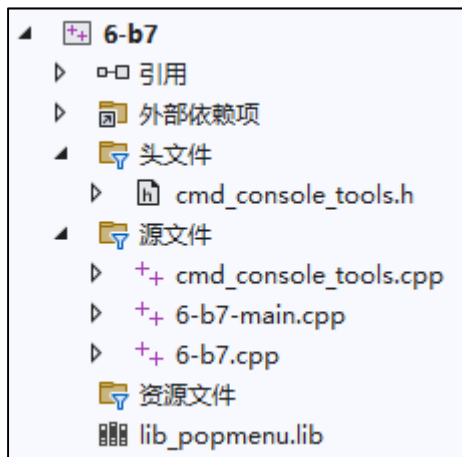 6-b7
引用
外部依赖项
头文件
cmd_console_tools.h
源文件
cmd_console_tools.cpp
6-b7-main.cpp
6-b7.cpp
资源文件
lib_popmenu.lib